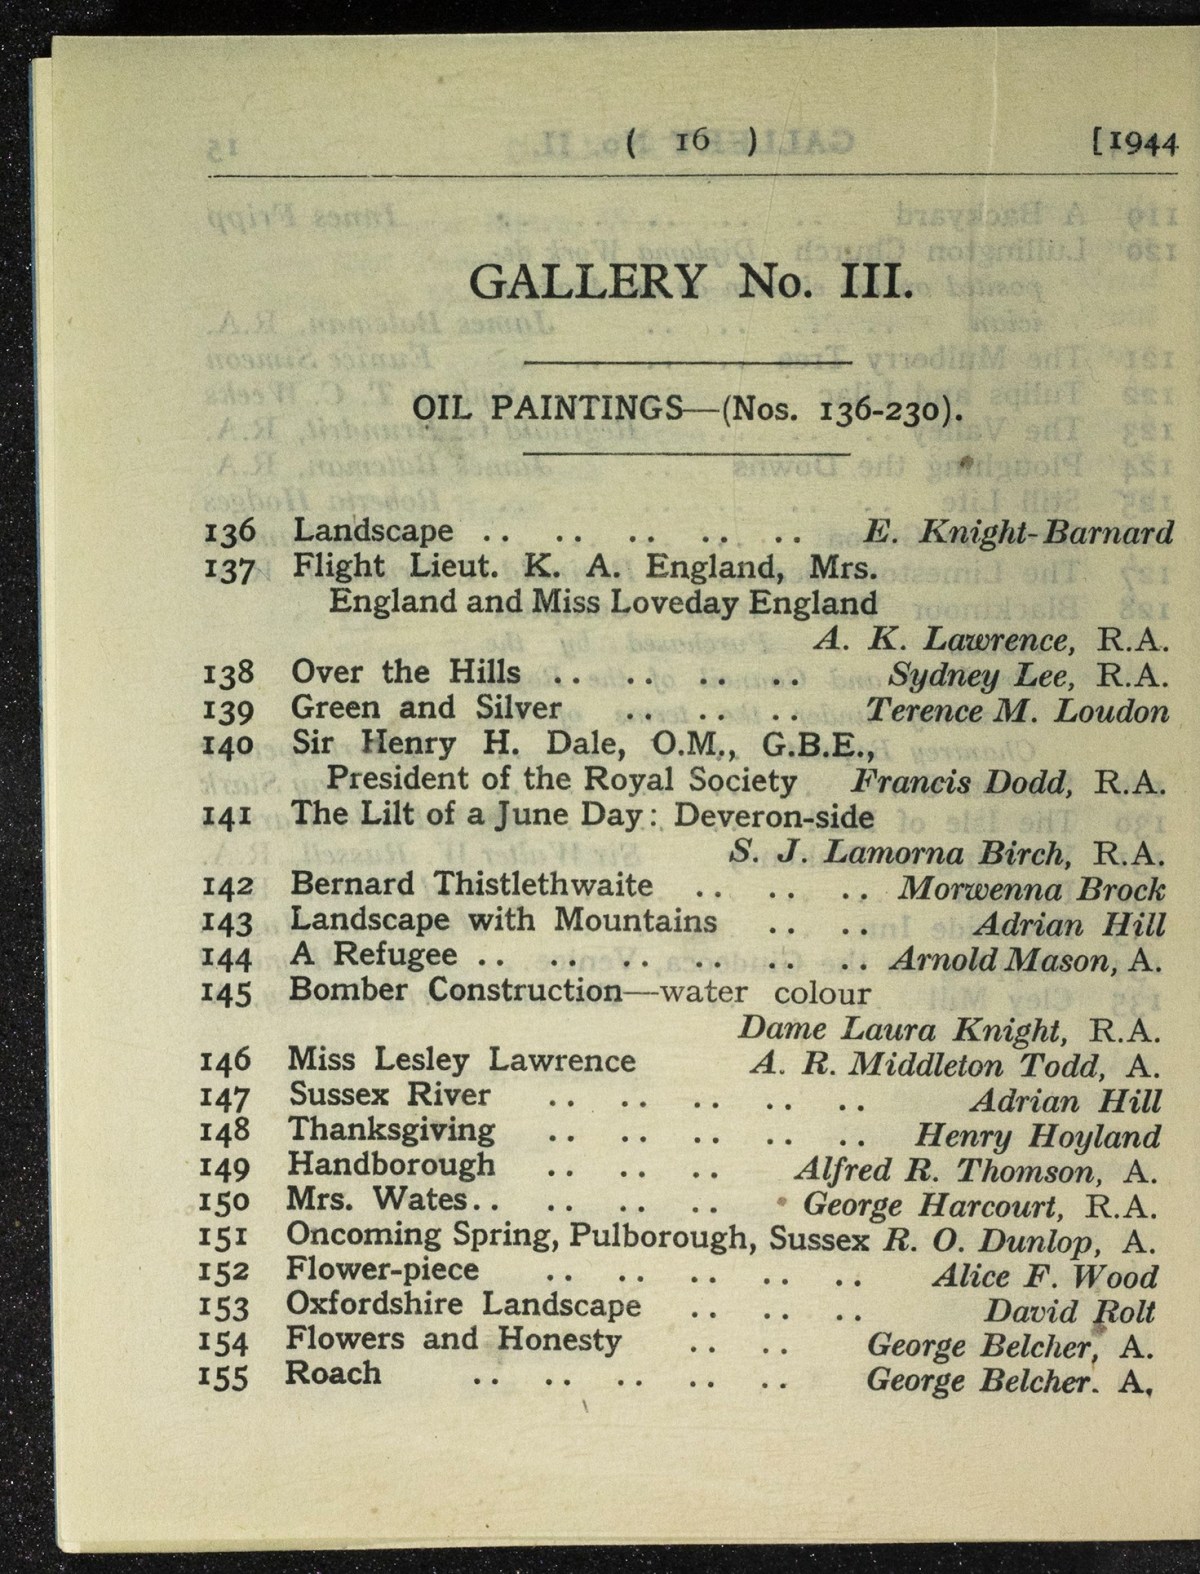 ( 16 ) [1944
GALLERY No. III.
OIL PAINTINGS—(Nos. 136-230).
136 Landscape .. .. .. .. .. E. Knight-Barnard
137 Flight Lieut. K. A. England, Mrs.
England and Miss Loveday England
A. K. Lawrence, R.A.
138 Over the Hills .. .. .. .. Sydney Lee, R.A.
139 Green and Silver .. .. .. Terence M. Loudon
140 Sir Henry H. Dale, O.M., G.B.E.,
President of the Royal Society Francis Dodd, R.A.
141 The Lilt of a June Day: Deveron-side
S. J. Lamorna Birch, R.A.
142 Bernard Thistlethwaite .. .. .. Morwenna Brock
143 Landscape with Mountains .. .. Adrian Hill
144 A Refugee .. .. .. .. .. .. Arnold Mason, A.
145 Bomber Construction—water colour
Dame Laura Knight, R.A.
146 Miss Lesley Lawrence A. R. Middleton Todd, A.
147 Sussex River .. .. .. .. .. Adrian Hill
148 Thanksgiving .. .. .. .. .. Henry Hoyland
149 Handborough .. .. .. Alfred R. Thomson, A.
150 Mrs. Wates.. .. .. .. George Harcourt, R.A.
151 Oncoming Spring, Pulborough, Sussex R. O. Dunlop, A.
152 Flower-piece .. .. .. .. .. Alice F. Wood
153 Oxfordshire Landscape .. .. .. David Rolt
154 Flowers and Honesty .. .. George Belcher, A.
155 Roach .. .. .. .. .. George Belcher. A,